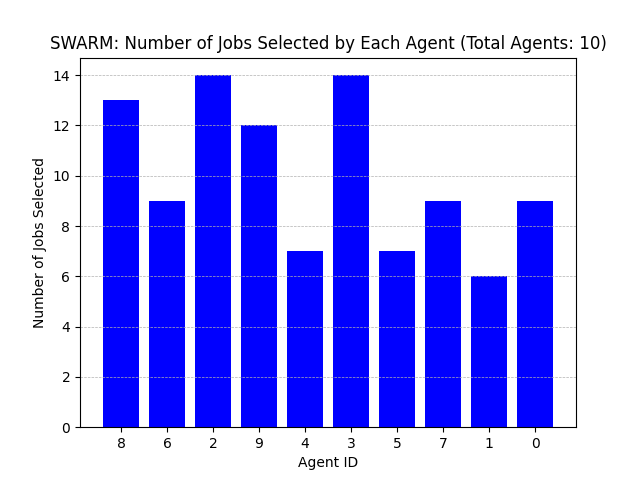 SWARM: Number of Jobs Selected by Each Agent (Total Agents: 10)
14
12
10
8
6
4
2
0
Number of Jobs Selected
8 6 2 9 4 3 5 7 1 0
Agent ID